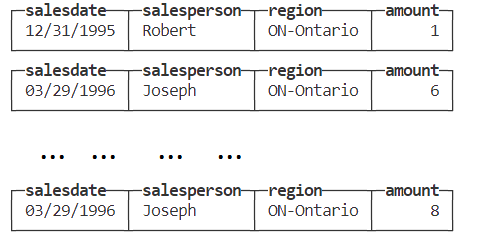 salesdate salesperson region amount
12/31/1995 Robert ON-Ontario 1
salesdate salesperson region amount
03/29/1996 Joseph ON-Ontario 6
... ... ... ...
salesdate salesperson region amount
03/29/1996 Joseph ON-Ontario 8